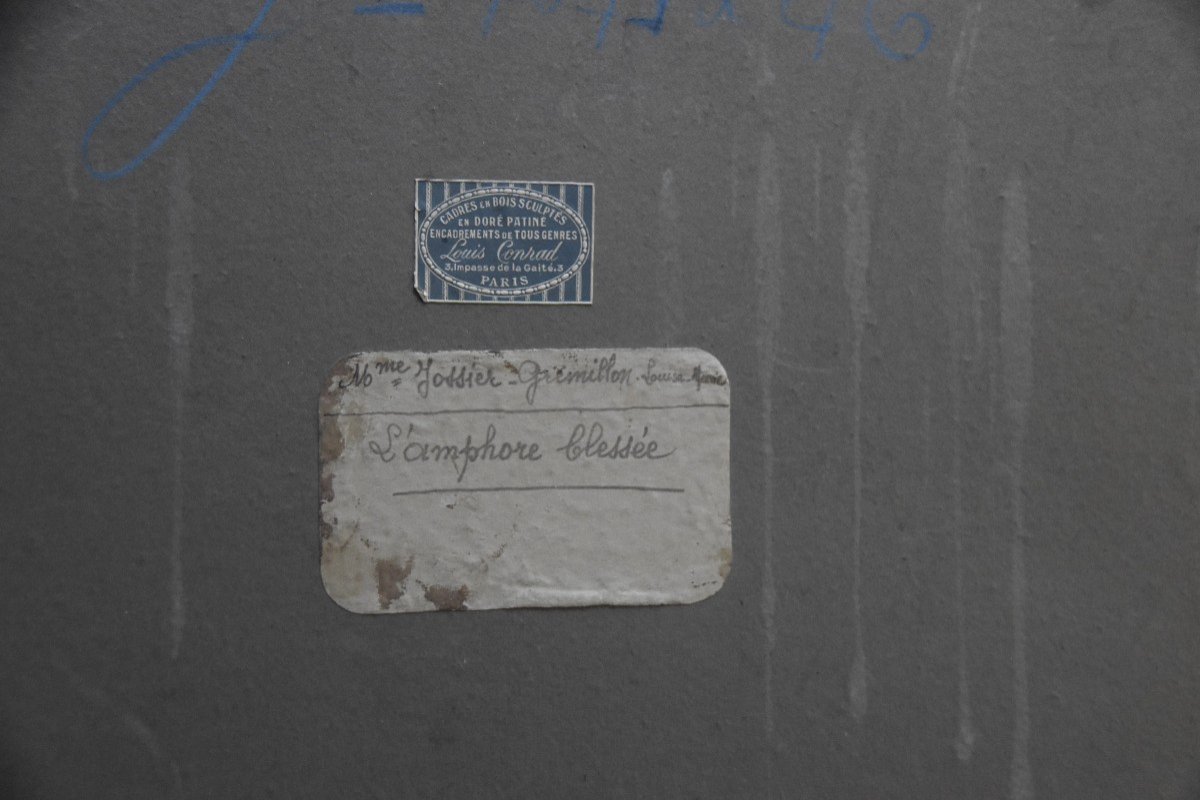 CADRES EN BOIS SCULPTÉS
EN DORÉ PATINÉ
ENCADREMENTS DE TOUS GENRES
Louis Conrad
3.Impasse de la Gaité.3
PARIS
Mme Jossier-Gremillon. Louise-Marie
L'amphore blessée